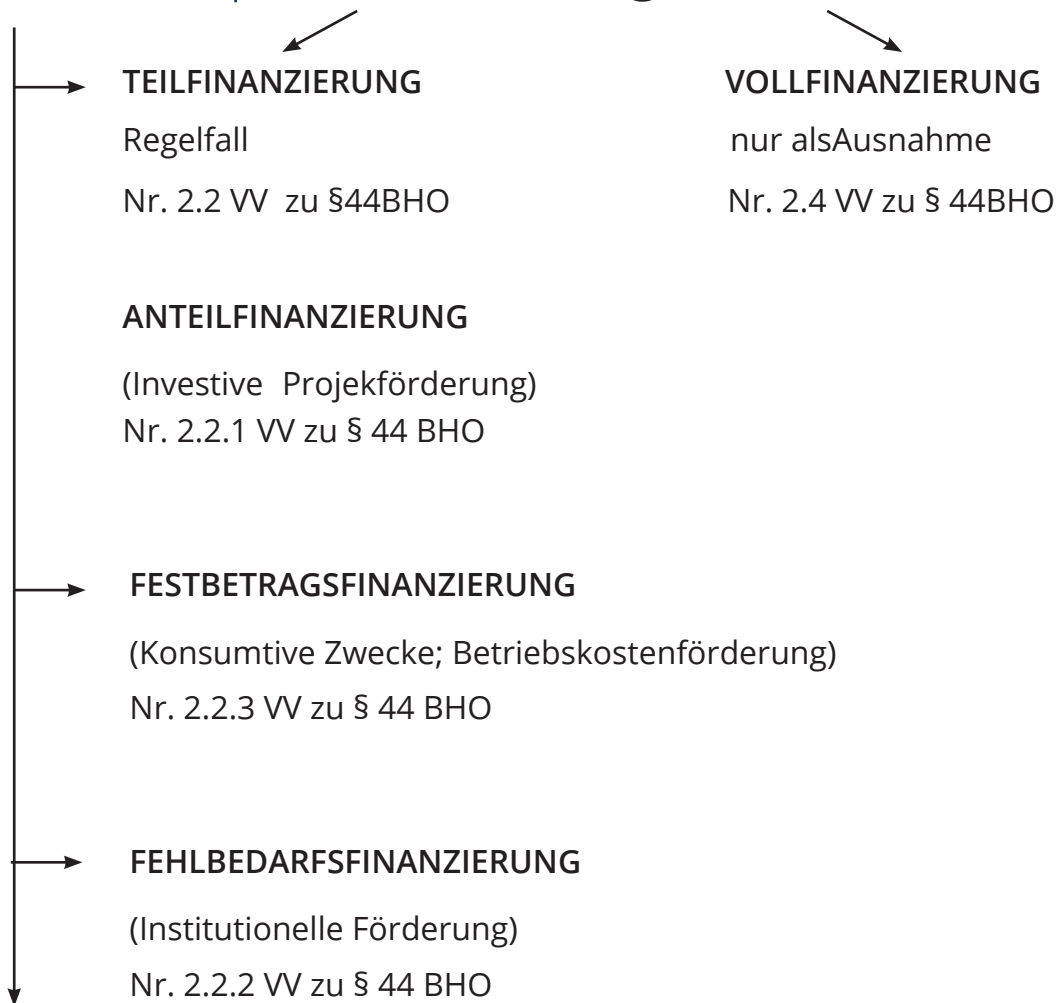 TEILFINANZIERUNG
Regelfall
Nr. 2.2 VV zu §44BHO
VOLLFINANZIERUNG
nur alsAusnahme
Nr. 2.4 VV zu § 44BHO
ANTEILFINANZIERUNG
(Investive Projekförderung)
Nr. 2.2.1 VV zu § 44 BHO
FESTBETRAGSFINANZIERUNG
(Konsumtive Zwecke; Betriebskostenförderung)
Nr. 2.2.3 VV zu § 44 BHO
FEHLBEDARFSFINANZIERUNG
(Institutionelle Förderung)
Nr. 2.2.2 VV zu § 44 BHO